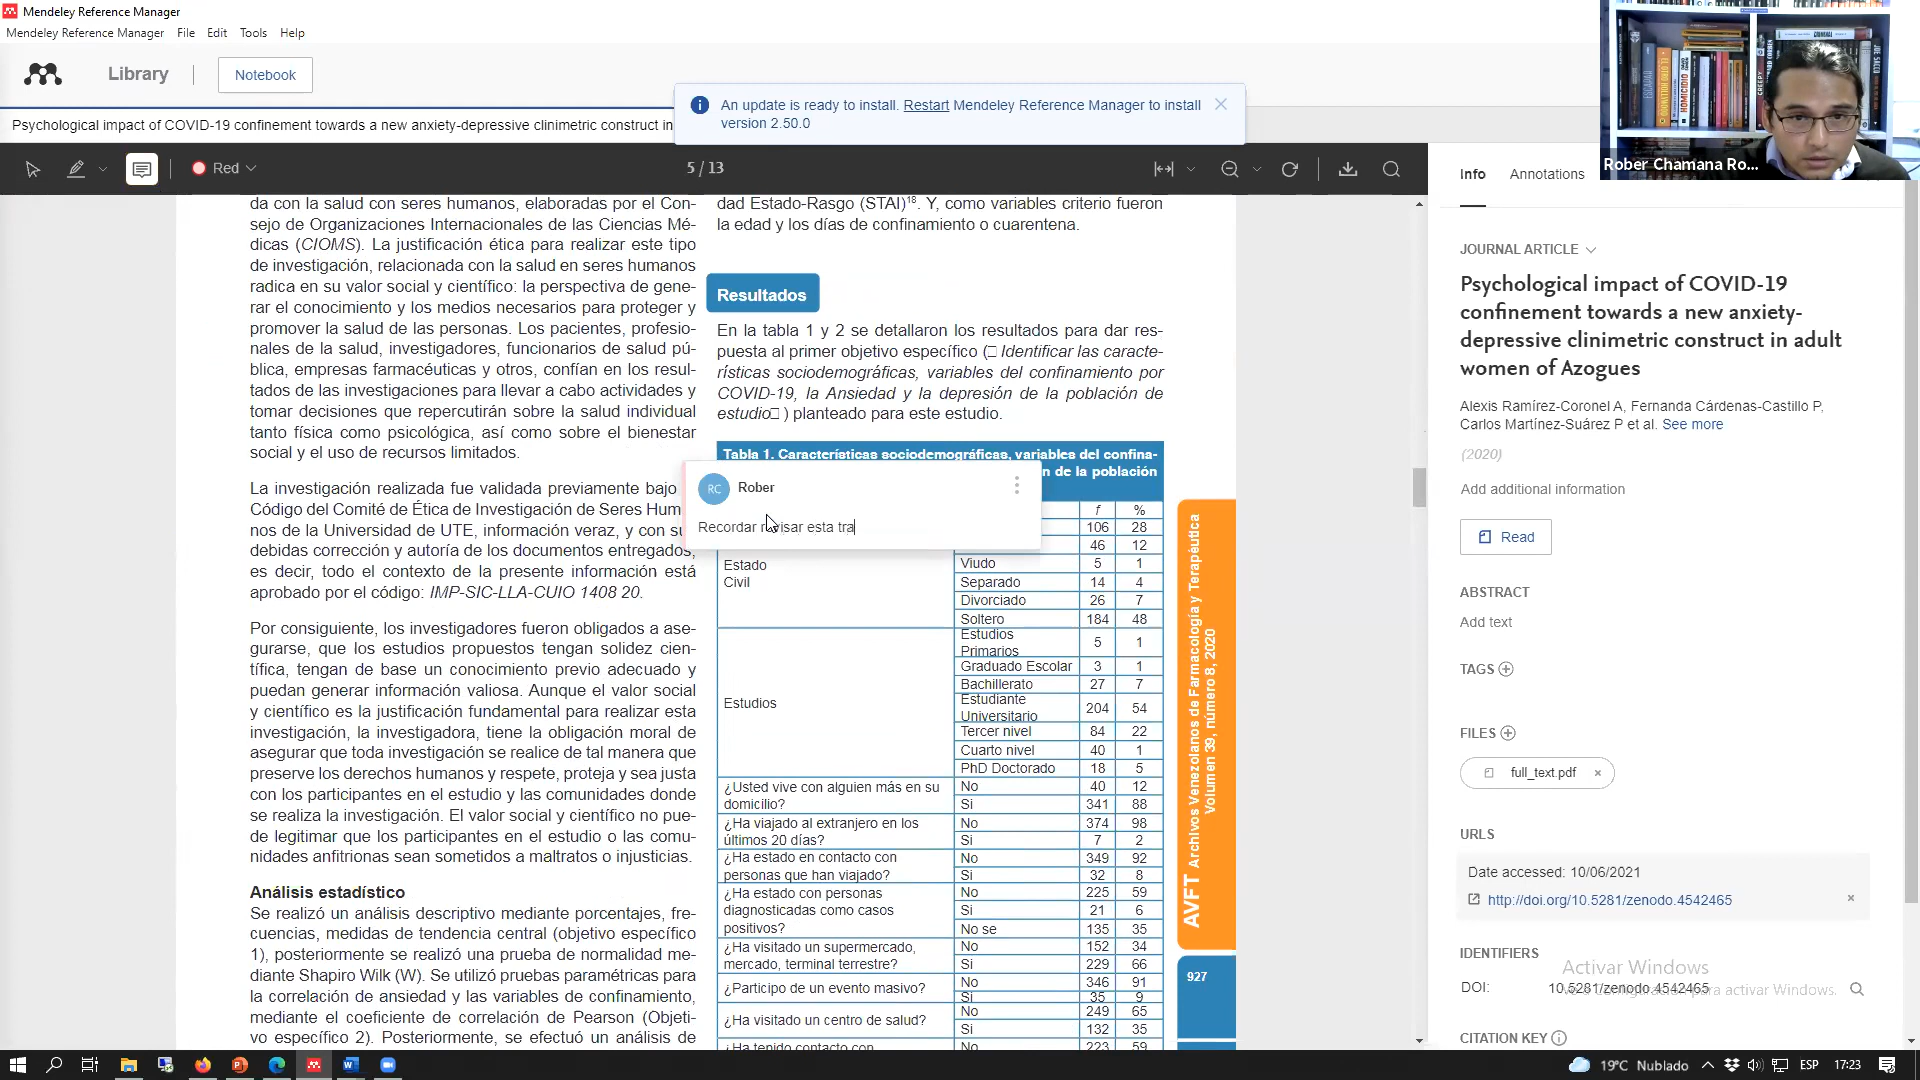 Mendeley Reference Manager
Mendeley Reference Manager File Edit Tools Help
Library
Notebook
An update is ready to install. Restart Mendeley Reference Manager to install
version 2.50.0
Psychological impact of COVID-19 confinement towards a new anxiety-depressive clinimetric construct in
Rober Chamana Ro...
Red
5 / 13
da con la salud con seres humanos, elaboradas por el Con-
sejo de Organizaciones Internacionales de las Ciencias Mé-
dicas (CIOMS). La justificación ética para realizar este tipo
de investigación, relacionada con la salud en seres humanos
radica en su valor social y científico: la perspectiva de gene-
rar el conocimiento y los medios necesarios para proteger y
promover la salud de las personas. Los pacientes, profesio-
nales de la salud, investigadores, funcionarios de salud pú-
blica, empresas farmacéuticas y otros, confían en los resul-
tados de las investigaciones para llevar a cabo actividades y
tomar decisiones que repercutirán sobre la salud individual
tanto física como psicológica, así como sobre el bienestar
social y el uso de recursos limitados.
La investigación realizada fue validada previamente bajo
Código del Comité de Ética de Investigación de Seres Hum
nos de la Universidad de UTE, información veraz, y con su
debidas corrección y autoría de los documentos entregados,
es decir, todo el contexto de la presente información está
aprobado por el código: IMP-SIC-LLA-CUIO 1408 20.
Por consiguiente, los investigadores fueron obligados a ase-
gurarse, que los estudios propuestos tengan solidez cien-
tífica, tengan de base un conocimiento previo adecuado y
puedan generar información valiosa. Aunque el valor social
y científico es la justificación fundamental para realizar esta
investigación, la investigadora, tiene la obligación moral de
asegurar que toda investigación se realice de tal manera que
preserve los derechos humanos y respete, proteja y sea justa
con los participantes en el estudio y las comunidades donde
se realiza la investigación. El valor social y científico no pue-
de legitimar que los participantes en el estudio o las comu-
nidades anfitrionas sean sometidos a maltratos o injusticias.
Análisis estadístico
Se realizó un análisis descriptivo mediante porcentajes, fre-
cuencias, medidas de tendencia central (objetivo específico
1), posteriormente se realizó una prueba de normalidad me-
diante Shapiro Wilk (W). Se utilizó pruebas paramétricas para
la correlación de ansiedad y las variables de confinamiento,
mediante el coeficiente de correlación de Pearson (Objeti-
vo específico 2). Posteriormente, se efectuó un análisis de
dad Estado-Rasgo (STAI)18. Y, como variables criterio fueron
la edad y los días de confinamiento o cuarentena.
Resultados
En la tabla 1 y 2 se detallaron los resultados para dar res-
puesta al primer objetivo específico (□ Identificar las caracte-
rísticas sociodemográficas, variables del confinamiento por
COVID-19, la Ansiedad y la depresión de la población de
estudio□ ) planteado para este estudio.
Tabla 1. Características sociodemográficas, variables del confina-
n de la población
RC Rober
Recordar revisar esta tra
f %
106 28
46 12
Estado
Civil
Viudo 5 1
Separado 14 4
Divorciado 26 7
Soltero 184 48
Estudios
Estudios
Primarios 5 1
Graduado Escolar 3 1
Bachillerato 27 7
Estudiante
Universitario 204 54
Tercer nivel 84 22
Cuarto nivel 40 1
PhD Doctorado 18 5
¿Usted vive con alguien más en su
domicilio?
No 40 12
Si 341 88
¿Ha viajado al extranjero en los
últimos 20 días?
No 374 98
Si 7 2
¿Ha estado en contacto con
personas que han viajado?
No 349 92
Si 32 8
¿Ha estado con personas
diagnosticadas como casos
positivos?
No 225 59
Si 21 6
No se 135 35
¿Ha visitado un supermercado,
mercado, terminal terrestre?
No 152 34
Si 229 66
¿Participo de un evento masivo?
No 346 91
Si 35 9
¿Ha visitado un centro de salud?
No 249 65
Si 132 35
¿Ha tenido contacto con
No 223 59
AVFT Archivos Venezolanos de Farmacología y Terapéutica
Volumen 39, número 8, 2020
927
Info
Annotations
JOURNAL ARTICLE
Psychological impact of COVID-19
confinement towards a new anxiety-
depressive clinimetric construct in adult
women of Azogues
Alexis Ramírez-Coronel A, Fernanda Cárdenas-Castillo P,
Carlos Martínez-Suárez P et al. See more
(2020)
Add additional information
Read
ABSTRACT
Add text
TAGS
FILES
full_text.pdf
URLS
Date accessed: 10/06/2021
http://doi.org/10.5281/zenodo.4542465
IDENTIFIERS
Activar Windows
DOI: 10.5281/zenodo.4542465
para activar Windows.
CITATION KEY
19°C Nublado
ESP
17:23